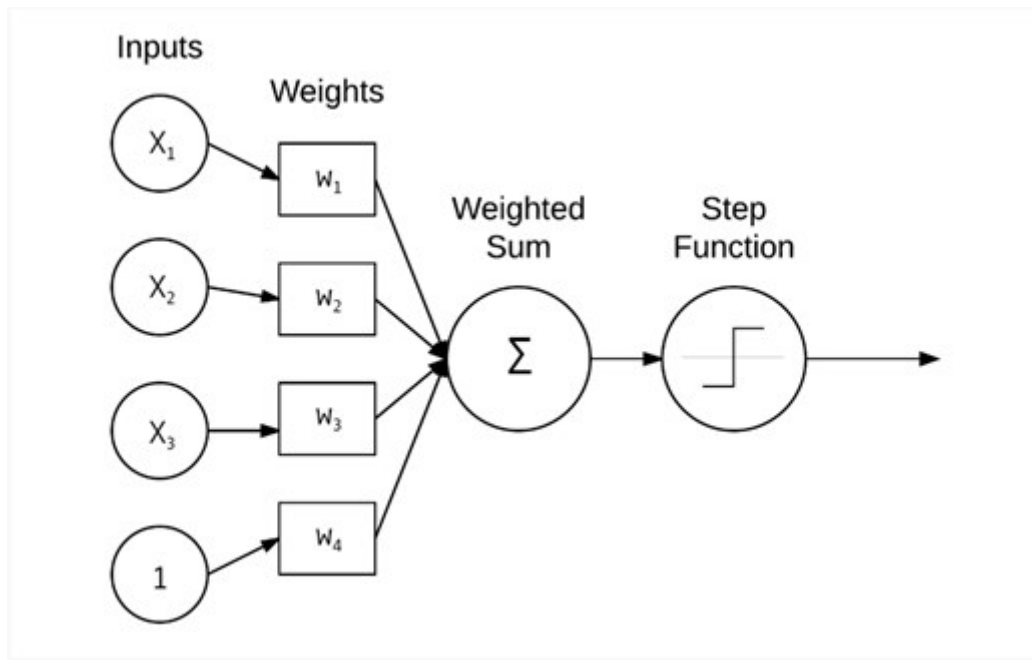 Inputs
Weights
X₁
w₁
Weighted
Sum
Step
Function
X₂
w₂
Σ
X₃
w₃
1
w₄